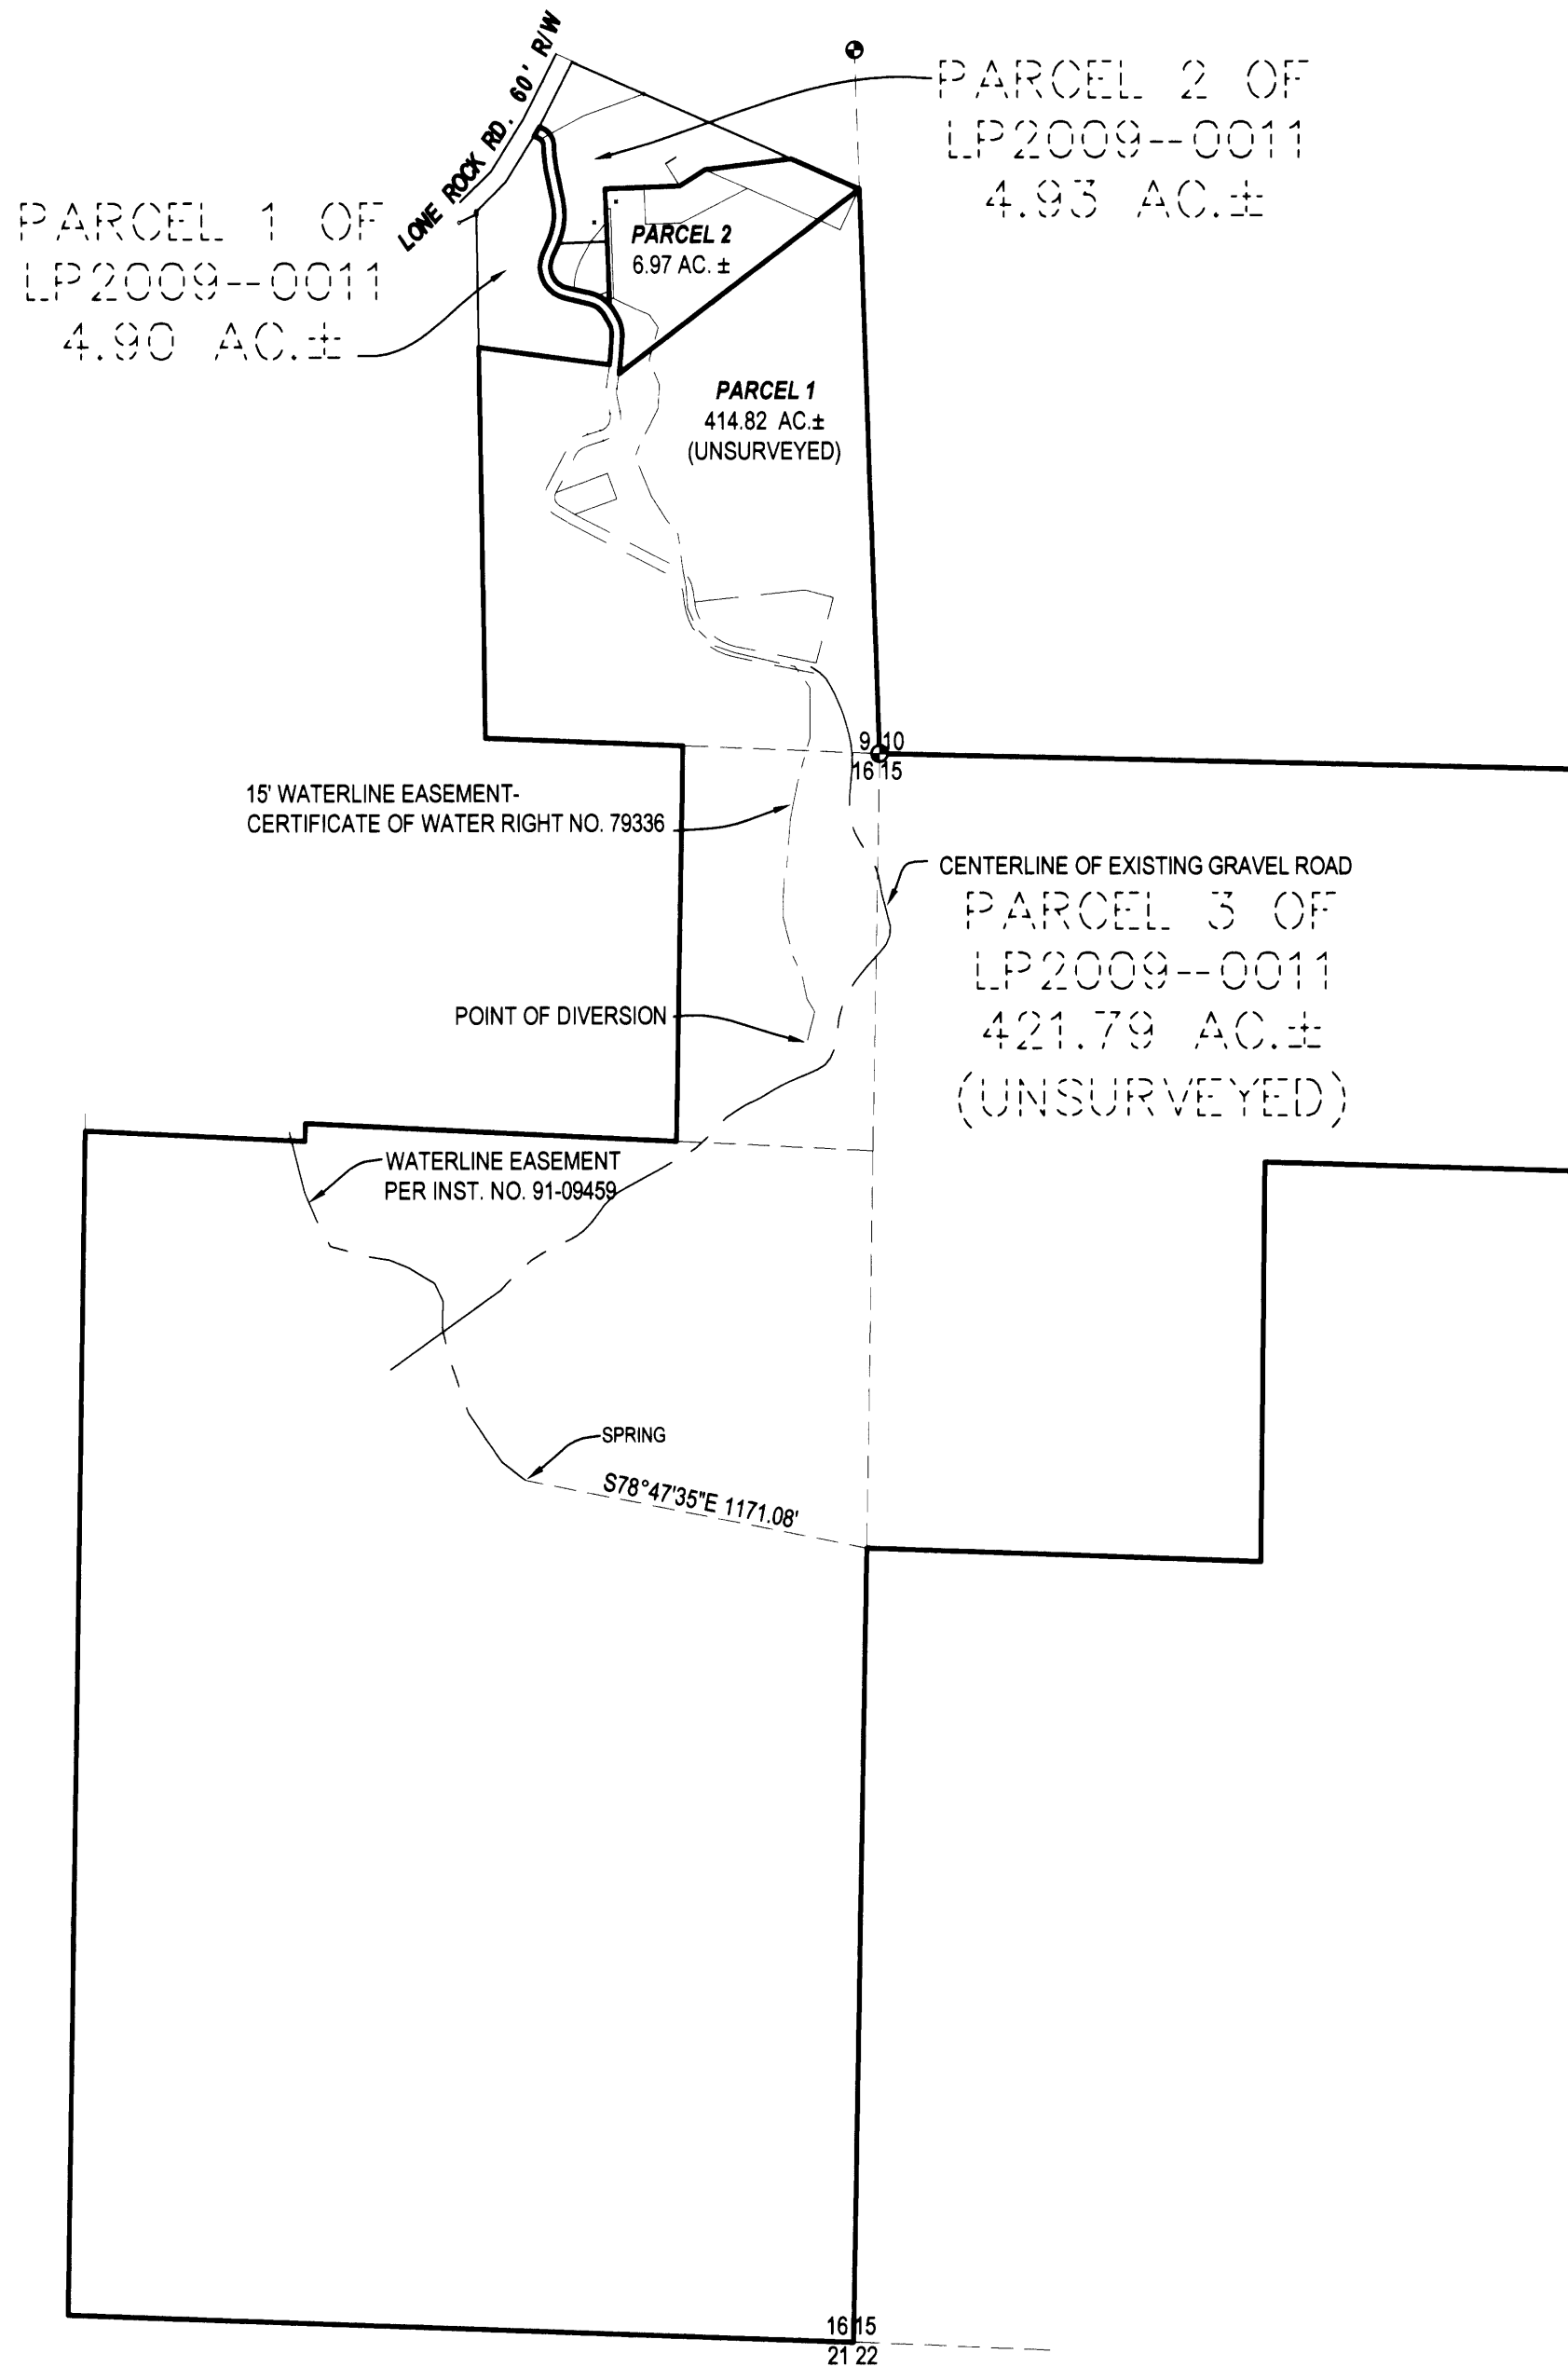 LONE ROCK RD. 60' R/W
PARCEL 2 OF
LP2009--0011
4.93 AC.±
PARCEL 1 OF
LP2009--0011
4.90 AC.±
PARCEL 2
6.97 AC. ±
PARCEL 1
414.82 AC.±
(UNSURVEYED)
9 10
16 15
15' WATERLINE EASEMENT-
CERTIFICATE OF WATER RIGHT NO. 79336
CENTERLINE OF EXISTING GRAVEL ROAD
PARCEL 3 OF
LP2009--0011
421.79 AC.±
(UNSURVEYED)
POINT OF DIVERSION
WATERLINE EASEMENT
PER INST. NO. 91-09459
SPRING
S78°47'35"E 1171.08'
16 15
21 22